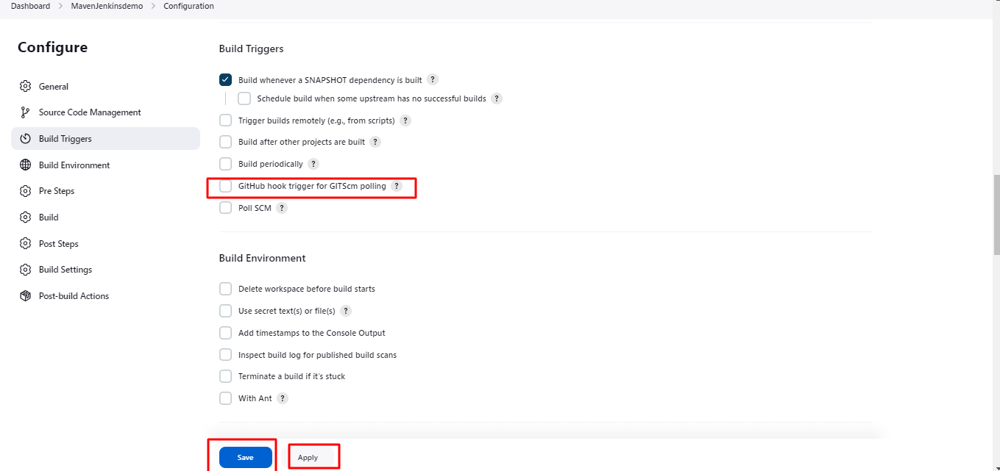 Dashboard > MavenJenkinsdemo > Configuration
Configure
General
Source Code Management
Build Triggers
Build Environment
Pre Steps
Build
Post Steps
Build Settings
Post-build Actions
Build Triggers
Build whenever a SNAPSHOT dependency is built ?
Schedule build when some upstream has no successful builds ?
Trigger builds remotely (e.g., from scripts) ?
Build after other projects are built ?
Build periodically ?
GitHub hook trigger for GITScm polling ?
Poll SCM ?
Build Environment
Delete workspace before build starts
Use secret text(s) or file(s) ?
Add timestamps to the Console Output
Inspect build log for published build scans
Terminate a build if it's stuck
With Ant ?
Save
Apply